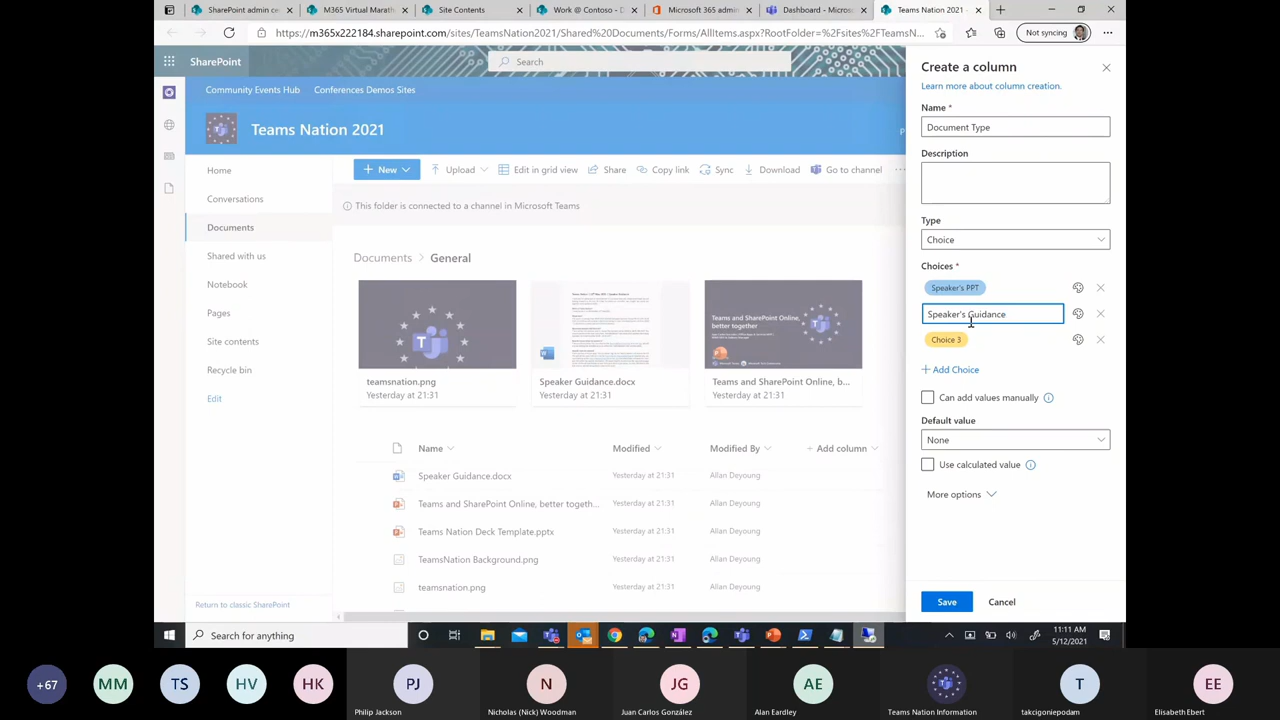 SharePoint admin ce
M365 Virtual Marath
Site Contents
Work @ Contoso - D
Microsoft 365 admin
Dashboard - Microso
Teams Nation 2021 -
https://m365x222184.sharepoint.com/sites/TeamsNation2021/Shared%20Documents/Forms/AllItems.aspx?RootFolder=%2Fsites%2FTeamsN...
Not syncing
SharePoint
Search
Community Events Hub
Conferences Demos Sites
Teams Nation 2021
P
Home
Conversations
Documents
Shared with us
Notebook
Pages
Site contents
Recycle bin
Edit
Return to classic SharePoint
+ New
Upload
Edit in grid view
Share
Copy link
Sync
Download
Go to channel
...
This folder is connected to a channel in Microsoft Teams
Documents > General
Teams and SharePoint Online,
better together
teamsnation.png
Yesterday at 21:31
Speaker Guidance.docx
Yesterday at 21:31
Teams and SharePoint Online, b...
Yesterday at 21:31
Name
Modified
Modified By
+ Add column
Speaker Guidance.docx
Yesterday at 21:31
Allan Deyoung
Teams and SharePoint Online, better togeth...
Yesterday at 21:31
Allan Deyoung
Teams Nation Deck Template.pptx
Yesterday at 21:31
Allan Deyoung
TeamsNation Background.png
Yesterday at 21:31
Allan Deyoung
teamsnation.png
Yesterday at 21:31
Allan Deyoung
Create a column
Learn more about column creation.
Name *
Document Type
Description
Type
Choice
Choices *
Speaker's PPT
Speaker's Guidance
Choice 3
+ Add Choice
Can add values manually
Default value
None
Use calculated value
More options
Save
Cancel
Search for anything
11:11 AM
5/12/2021
+67
MM
TS
HV
HK
PJ
Philip Jackson
N
Nicholas (Nick) Woodman
JG
Juan Carlos González
AE
Alan Eardley
Teams Nation Information
T
takcigoniepodam
EE
Elisabeth Ebert